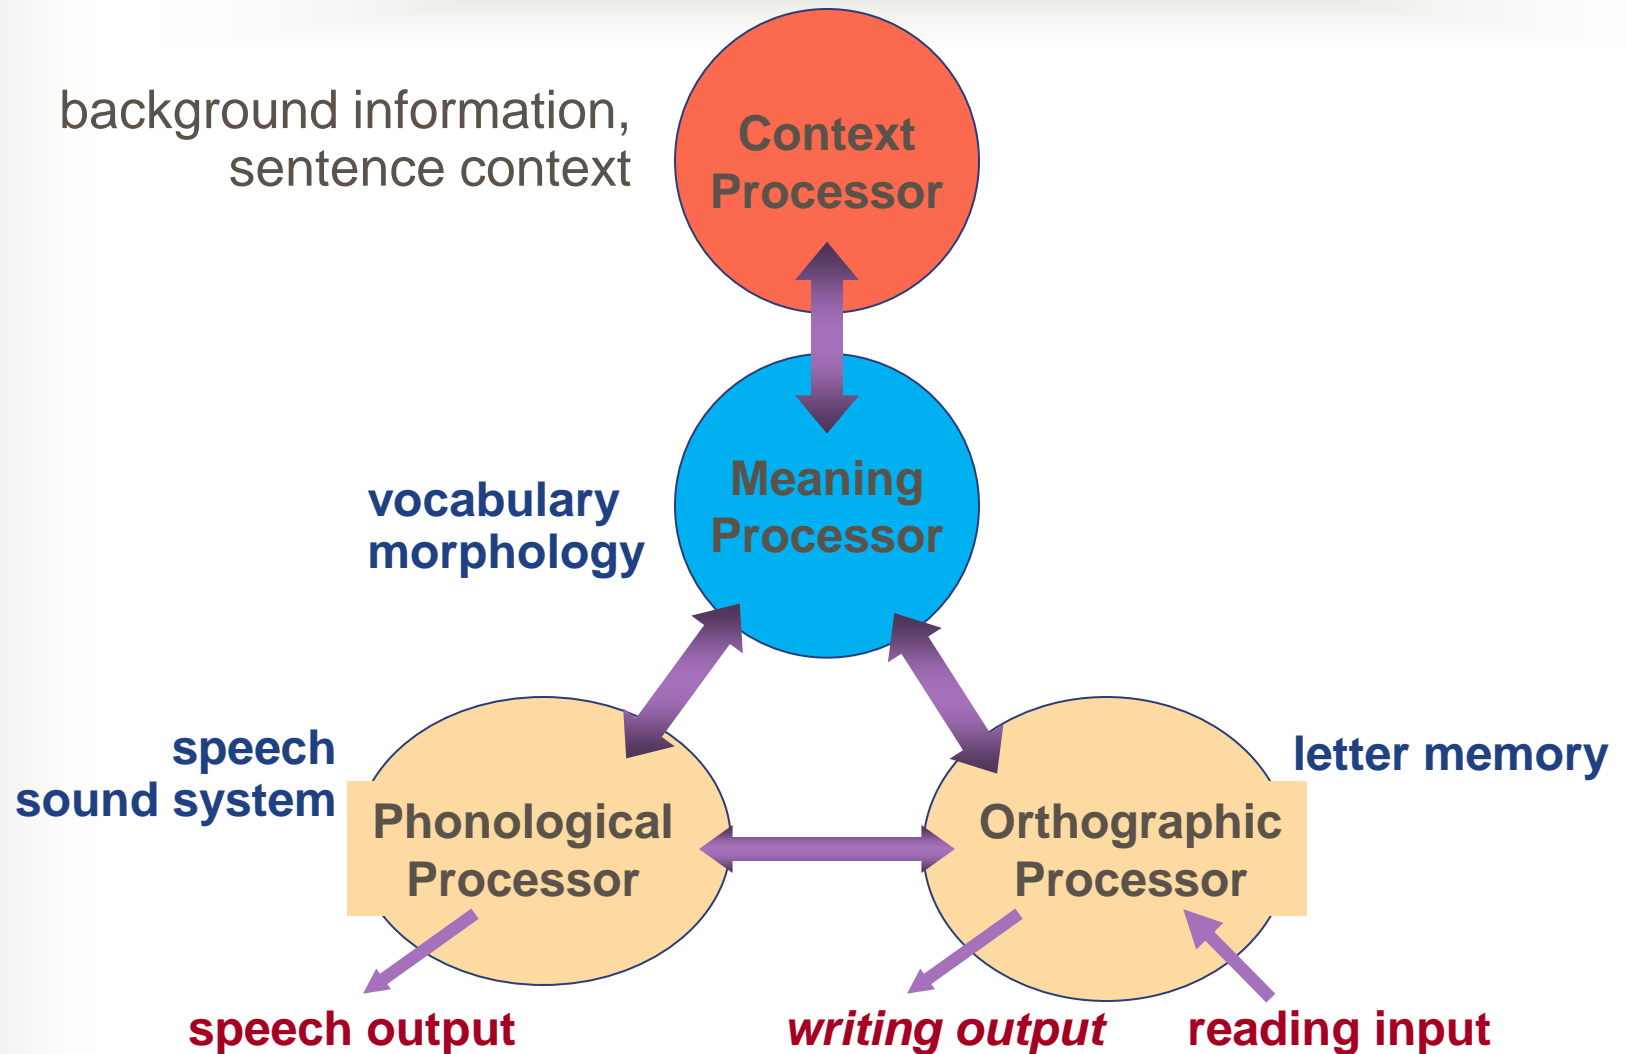 background information,
sentence context
Context
Processor
vocabulary
morphology
Meaning
Processor
speech
sound system
Phonological
Processor
Orthographic
Processor
letter memory
speech output
writing output
reading input